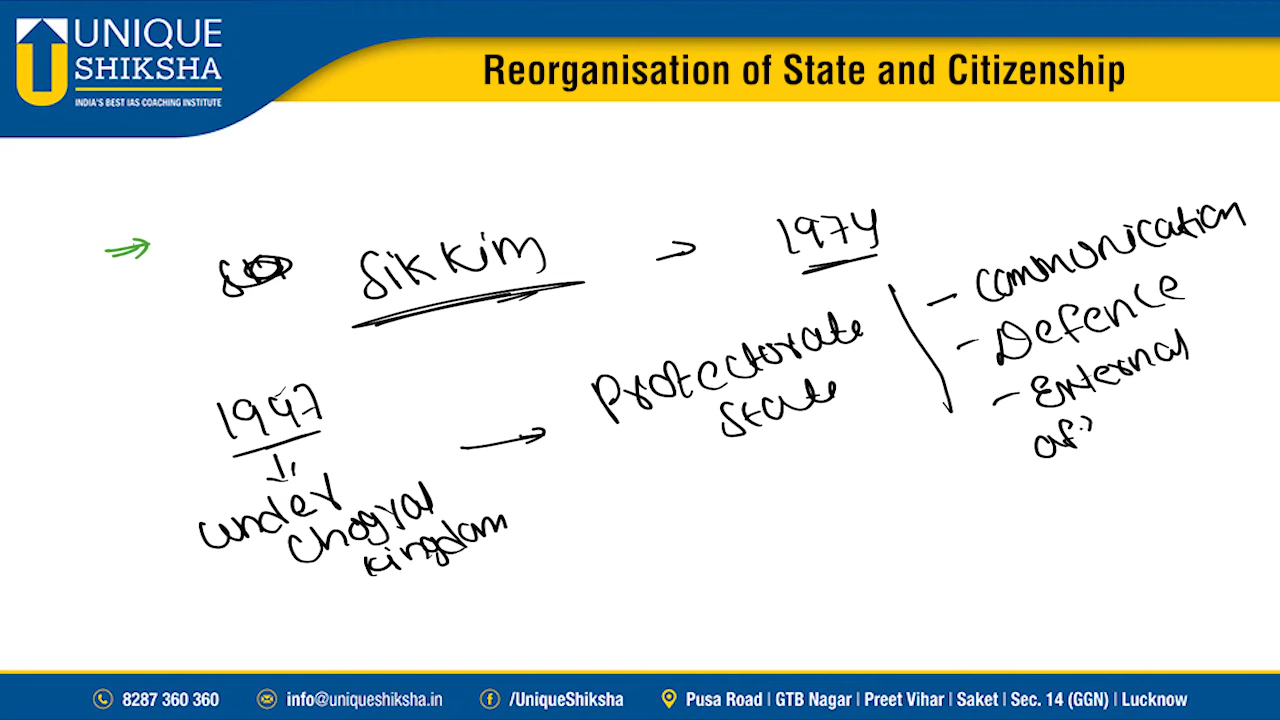 UNIQUE
SHIKSHA
INDIA'S BEST IAS COACHING INSTITUTE
Reorganisation of State and Citizenship
Sikkim → 1974
- Communication
- Defence
- External
af
1947 → Protectorate
State
under
Chogyal
Kingdom
8287 360 360
info@uniqueshiksha.in
/UniqueShiksha
Pusa Road | GTB Nagar | Preet Vihar | Saket | Sec. 14 (GGN) | Lucknow